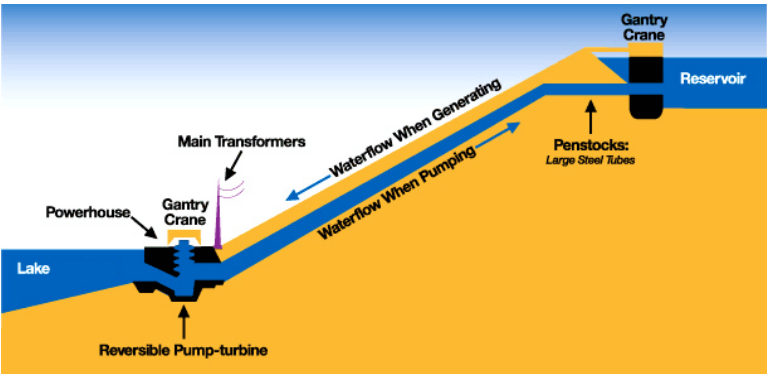 Gantry
Crane
Reservoir
Waterflow When Generating
Main Transformers
Penstocks:
Large Steel Tubes
Waterflow When Pumping
Gantry
Crane
Powerhouse
Lake
Reversible Pump-turbine